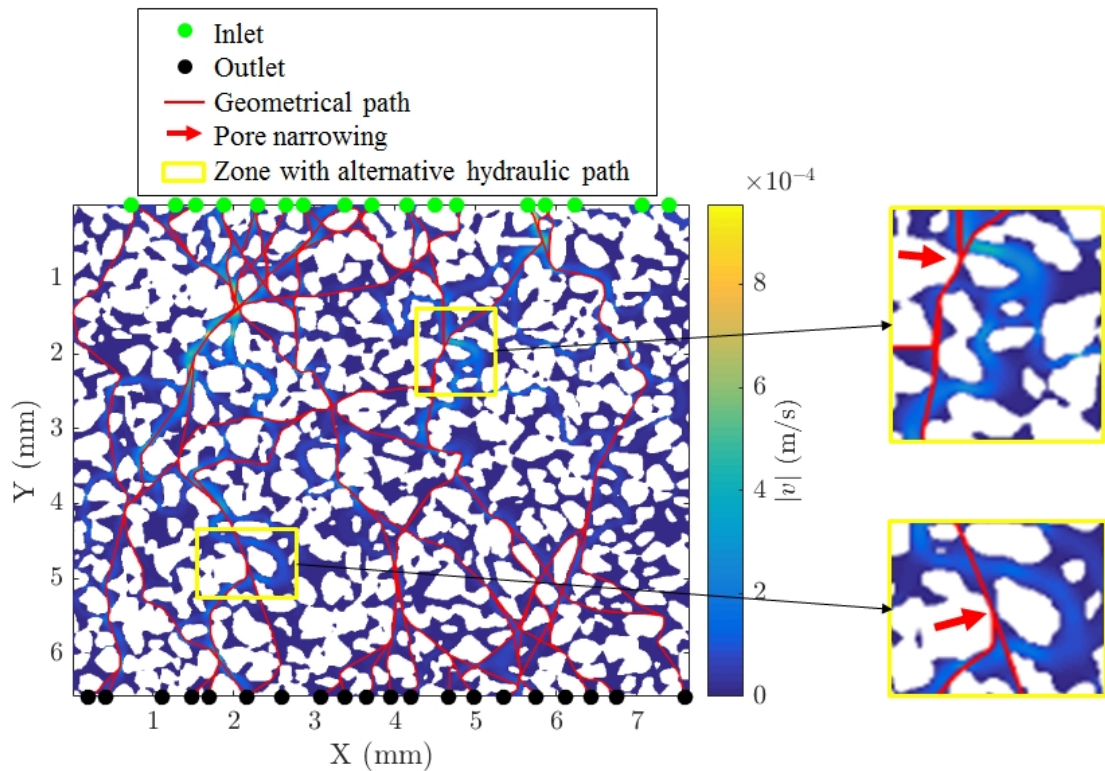 Inlet
Outlet
Geometrical path
Pore narrowing
Zone with alternative hydraulic path
×10⁻⁴
1
2
3
4
5
6
Y (mm)
1 2 3 4 5 6 7
X (mm)
8
6
4
2
0
|v| (m/s)